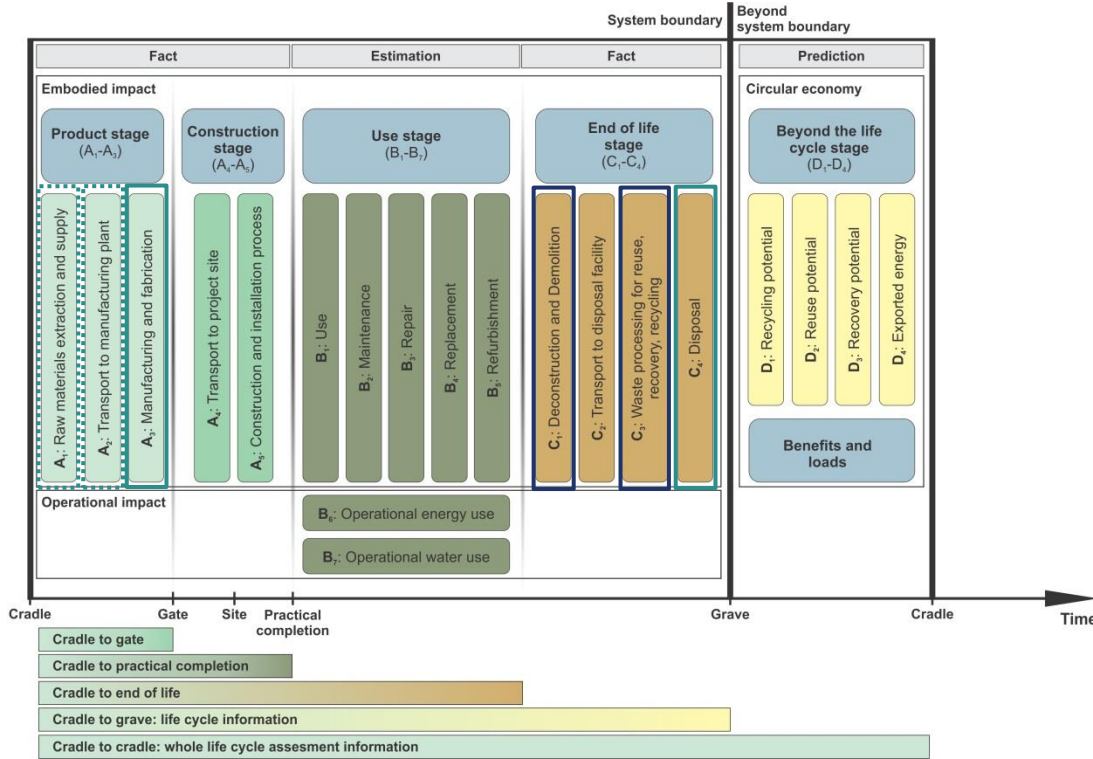 System boundary
Beyond
system boundary
Fact
Estimation
Fact
Prediction
Embodied impact
Circular economy
Product stage
(A₁-A₃)
Construction
stage
(A₄-A₅)
Use stage
(B₁-B₇)
End of life
stage
(C₁-C₄)
Beyond the life
cycle stage
(D₁-D₄)
A₁: Raw materials extraction and supply
A₂: Transport to manufacturing plant
A₃: Manufacturing and fabrication
A₄: Transport to project site
A₅: Construction and installation process
B₁: Use
B₂: Maintenance
B₃: Repair
B₄: Replacement
B₅: Refurbishment
C₁: Deconstruction and Demolition
C₂: Transport to disposal facility
C₃: Waste processing for reuse,
recovery, recycling
C₄: Disposal
D₁: Recycling potential
D₂: Reuse potential
D₃: Recovery potential
D₄: Exported energy
Benefits and
loads
Operational impact
B₆: Operational energy use
B₇: Operational water use
Cradle
Gate
Site
Practical
completion
Grave
Cradle
Time
Cradle to gate
Cradle to practical completion
Cradle to end of life
Cradle to grave: life cycle information
Cradle to cradle: whole life cycle assesment information